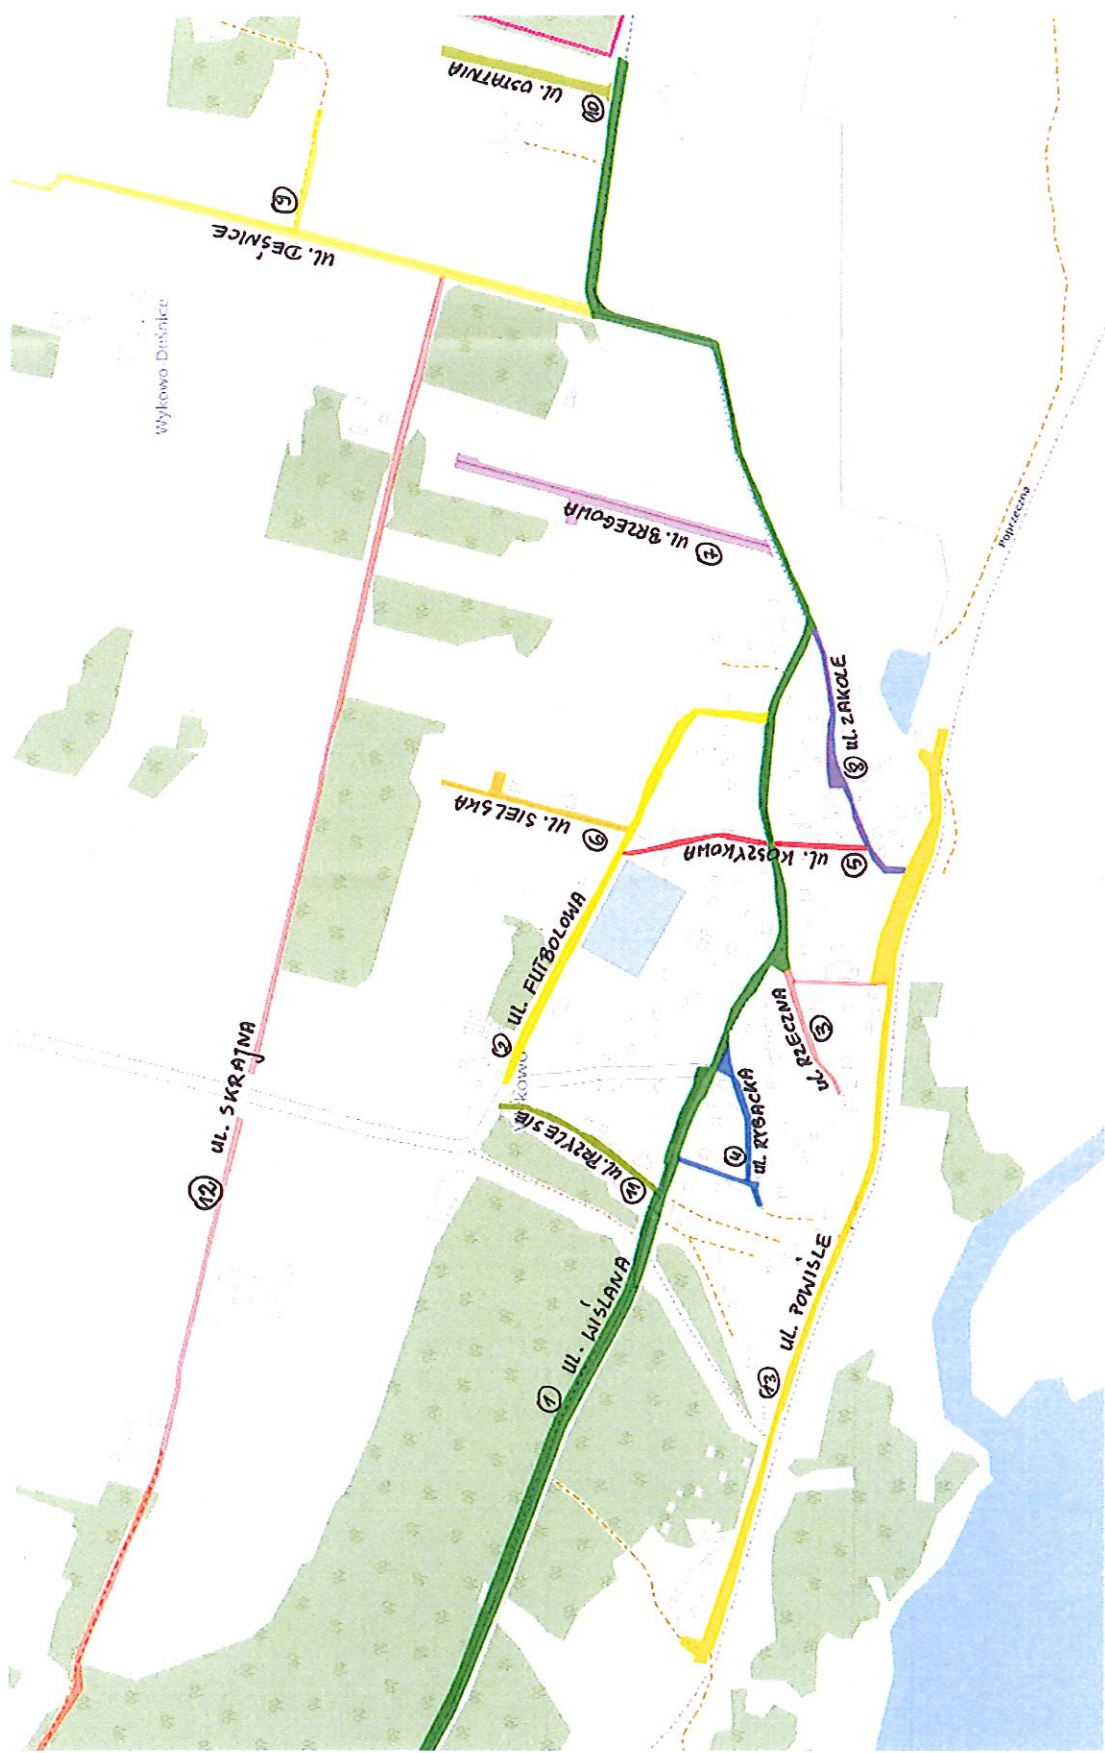 ul. OSTATNIA
10
9
ul. DEŚNICE
Wykowo-Deśnice
ul. BRZEGOWA
7
Poprzeczna
8 ul. ZAKOLE
ul. SIELSKA
6
ul. KOSZYKOWA
5
2 ul. FUTBOLOWA
ul. RZECZNA
3
12 ul. SKRAJNA
ul. PRZYLESIE
11
4
ul. RYBACKA
1 ul. WIŚLANA
13 ul. POWIŚLE